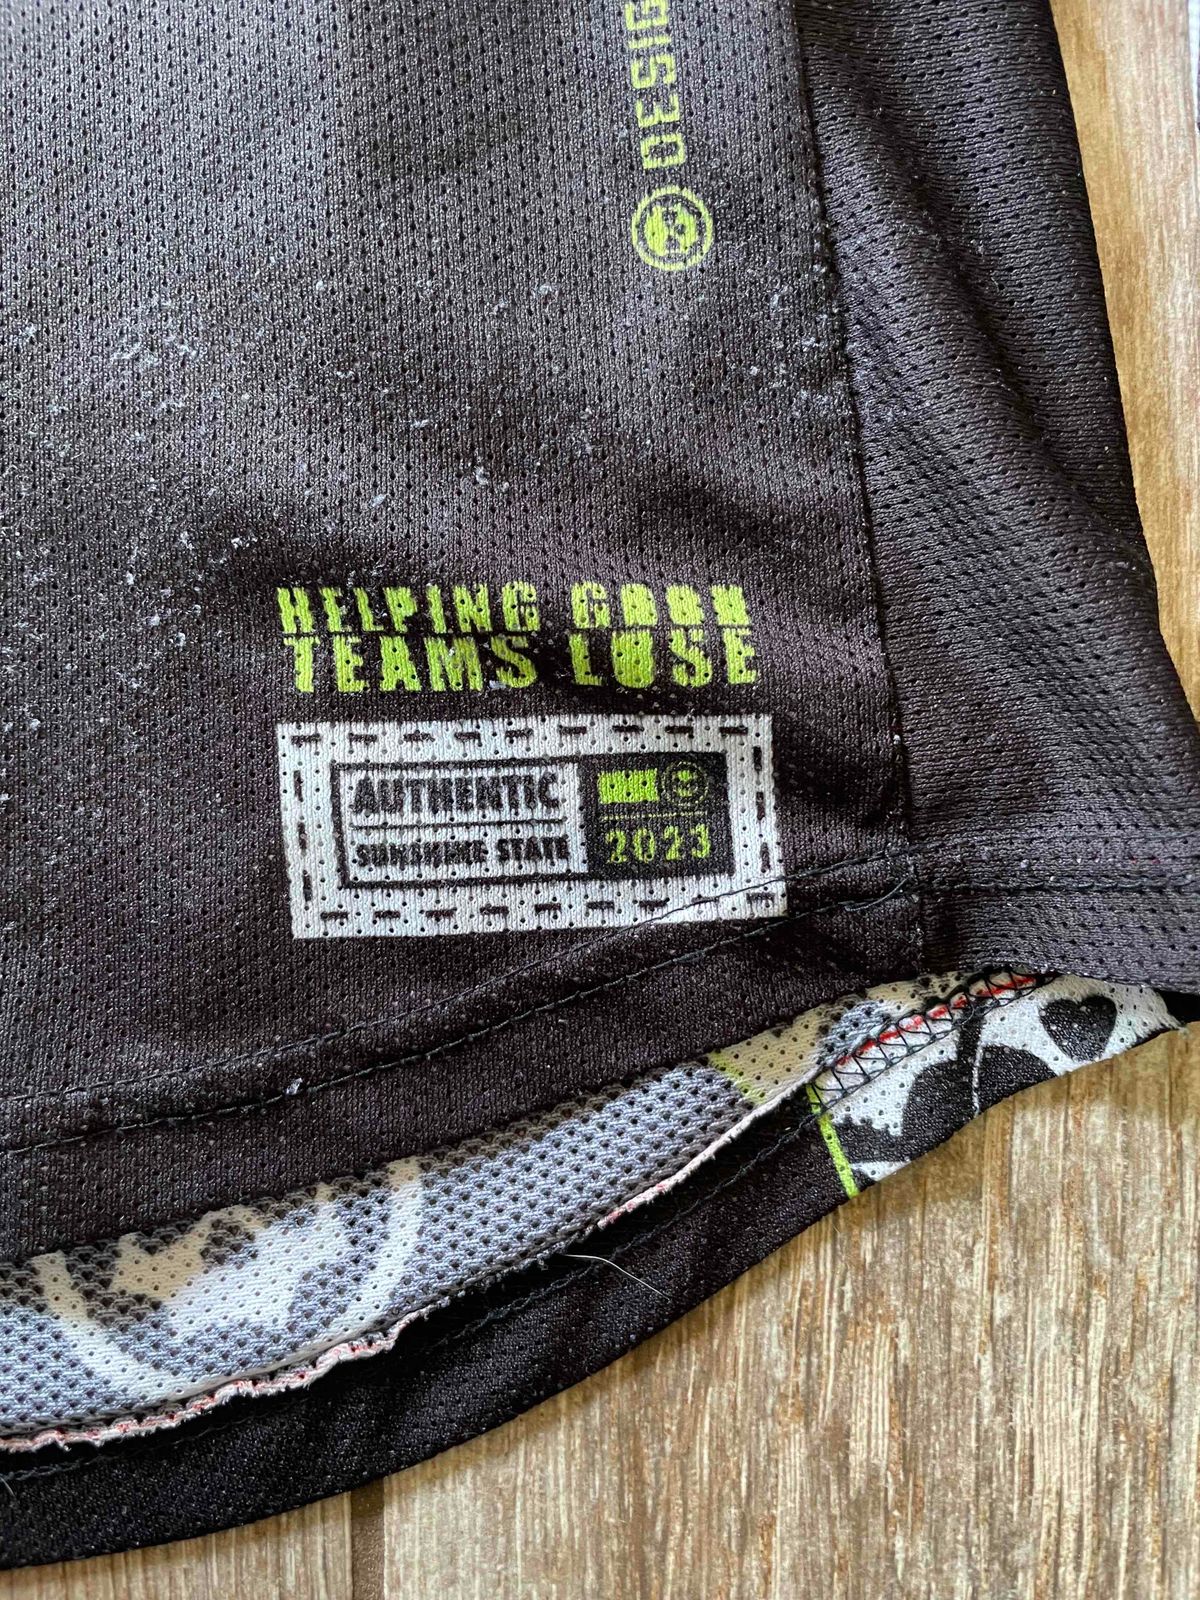 HELPING GOOD
TEAMS LOSE
AUTHENTIC
SUNSHINE STATE
2023